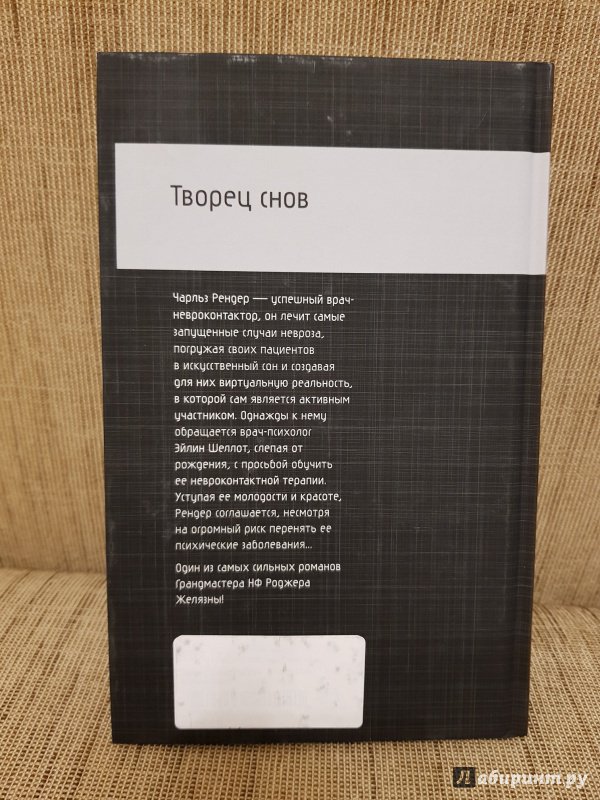 Творец снов
Чарльз Рендер — успешный врач-
невроконтактор, он лечит самые
запущенные случаи невроза,
погружая своих пациентов
в искусственный сон и создавая
для них виртуальную реальность,
в которой сам является активным
участником. Однажды к нему
обращается врач-психолог
Эйлин Шеллот, слепая от
рождения, с просьбой обучить
ее невроконтактной терапии.
Уступая ее молодости и красоте,
Рендер соглашается, несмотря
на огромный риск перенять ее
психические заболевания...
Один из самых сильных романов
Грандмастера НФ Роджера
Желязны!
Лабиринт.ру